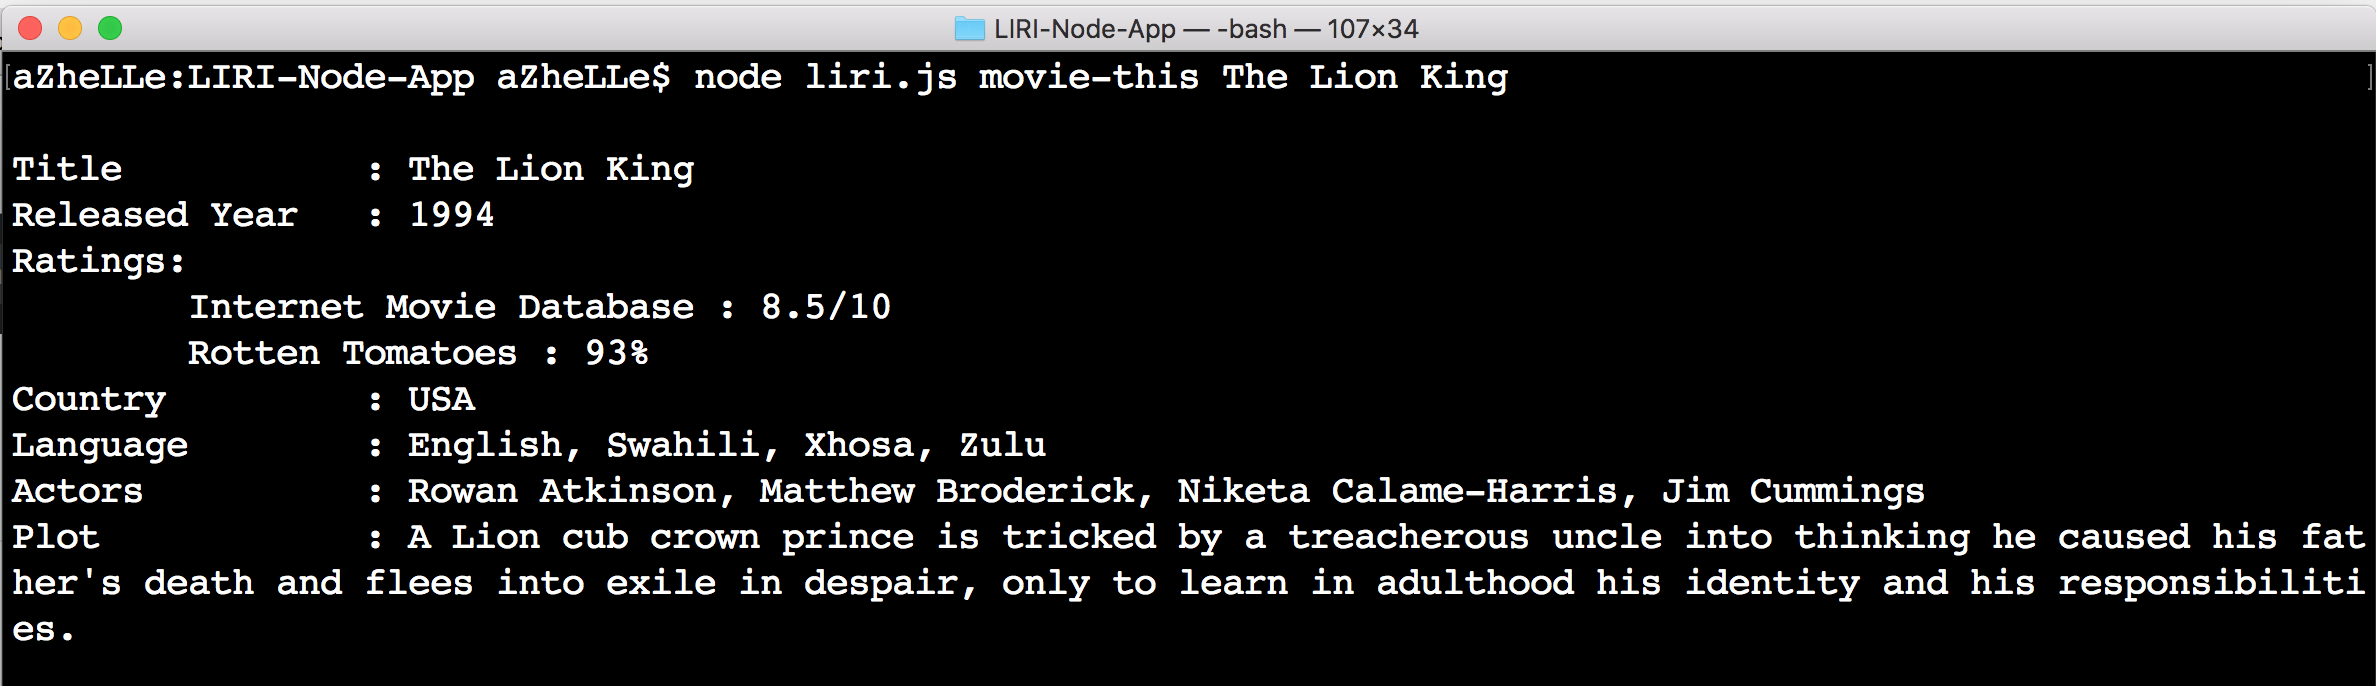 LIRI-Node-App — -bash — 107×34
[aZheLLe:LIRI-Node-App aZheLLe$ node liri.js movie-this The Lion King ]
Title : The Lion King
Released Year : 1994
Ratings:
Internet Movie Database : 8.5/10
Rotten Tomatoes : 93%
Country : USA
Language : English, Swahili, Xhosa, Zulu
Actors : Rowan Atkinson, Matthew Broderick, Niketa Calame-Harris, Jim Cummings
Plot : A Lion cub crown prince is tricked by a treacherous uncle into thinking he caused his fat
her's death and flees into exile in despair, only to learn in adulthood his identity and his responsibiliti
es.